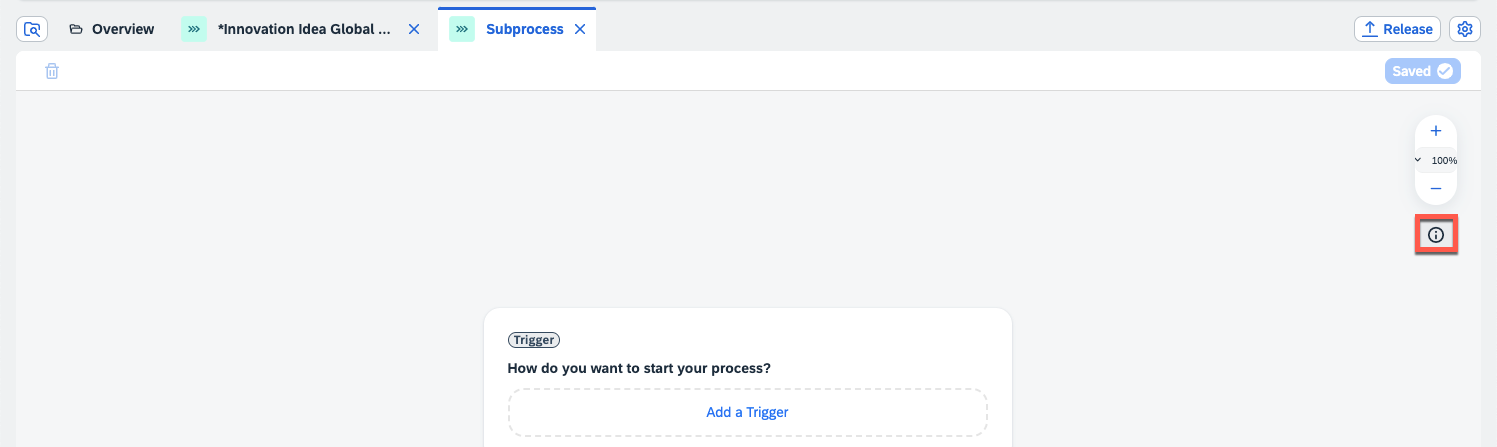 Overview
*Innovation Idea Global ...
Subprocess
Release
Saved
100%
Trigger
How do you want to start your process?
Add a Trigger